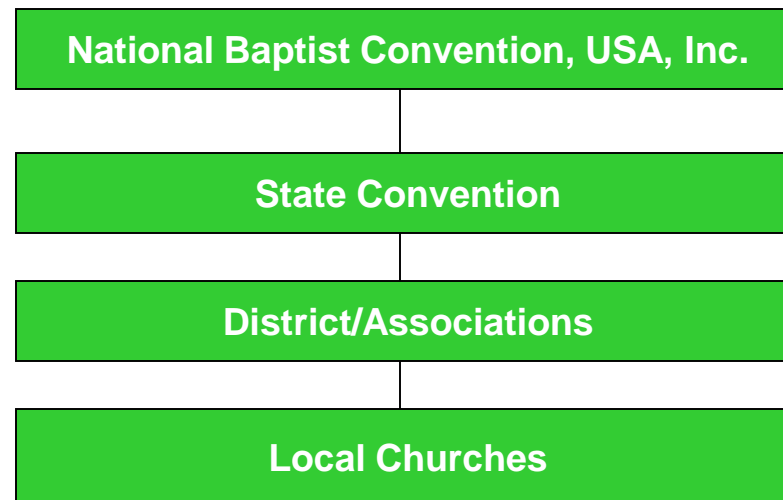 National Baptist Convention, USA, Inc.
State Convention
District/Associations
Local Churches